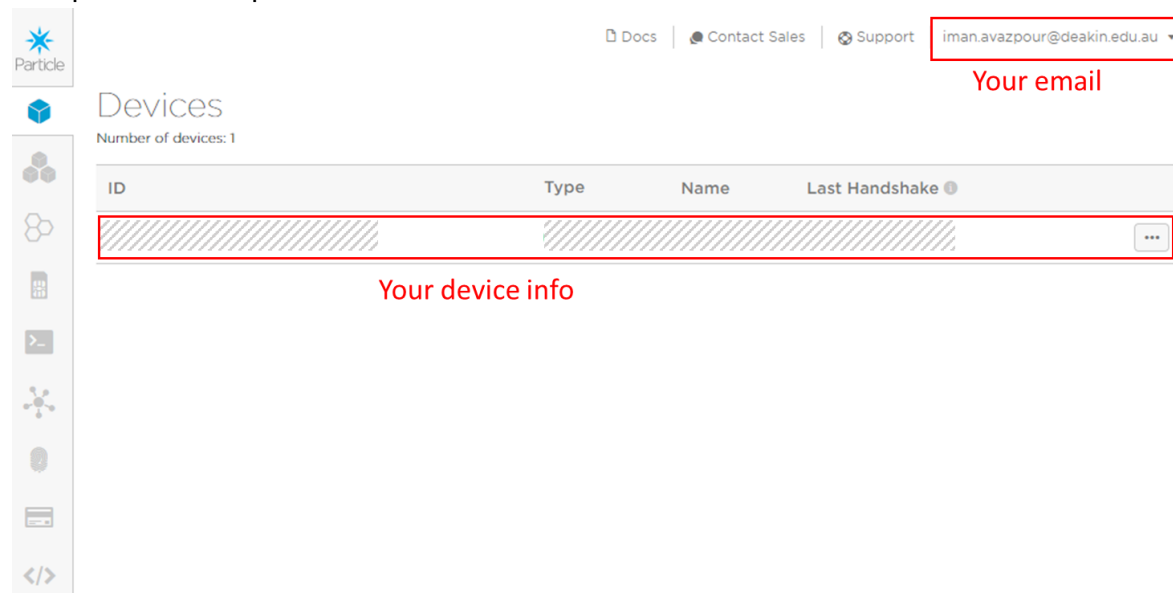 Docs
Contact Sales
Support
iman.avazpour@deakin.edu.au
Particle
Your email
Devices
Number of devices: 1
ID Type Name Last Handshake
Your device info